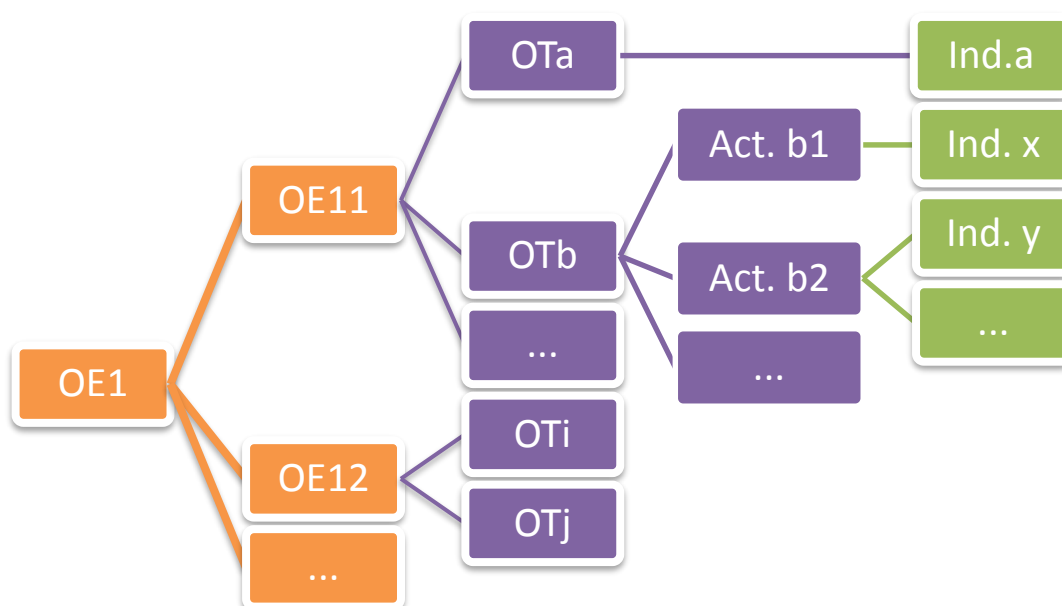 OTa
Ind.a
Act. b1
Ind. x
OE11
Ind. y
OTb
Act. b2
...
...
...
OE1
OTi
OE12
OTj
...